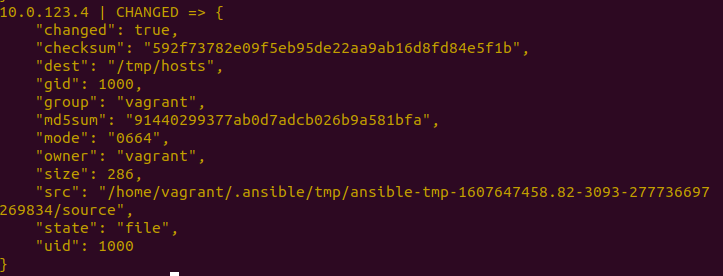 10.0.123.4 | CHANGED => {
    "changed": true,
    "checksum": "592f73782e09f5eb95de22aa9ab16d8fd84e5f1b",
    "dest": "/tmp/hosts",
    "gid": 1000,
    "group": "vagrant",
    "md5sum": "91440299377ab0d7adcb026b9a581bfa",
    "mode": "0664",
    "owner": "vagrant",
    "size": 286,
    "src": "/home/vagrant/.ansible/tmp/ansible-tmp-1607647458.82-3093-277736697
269834/source",
    "state": "file",
    "uid": 1000
}